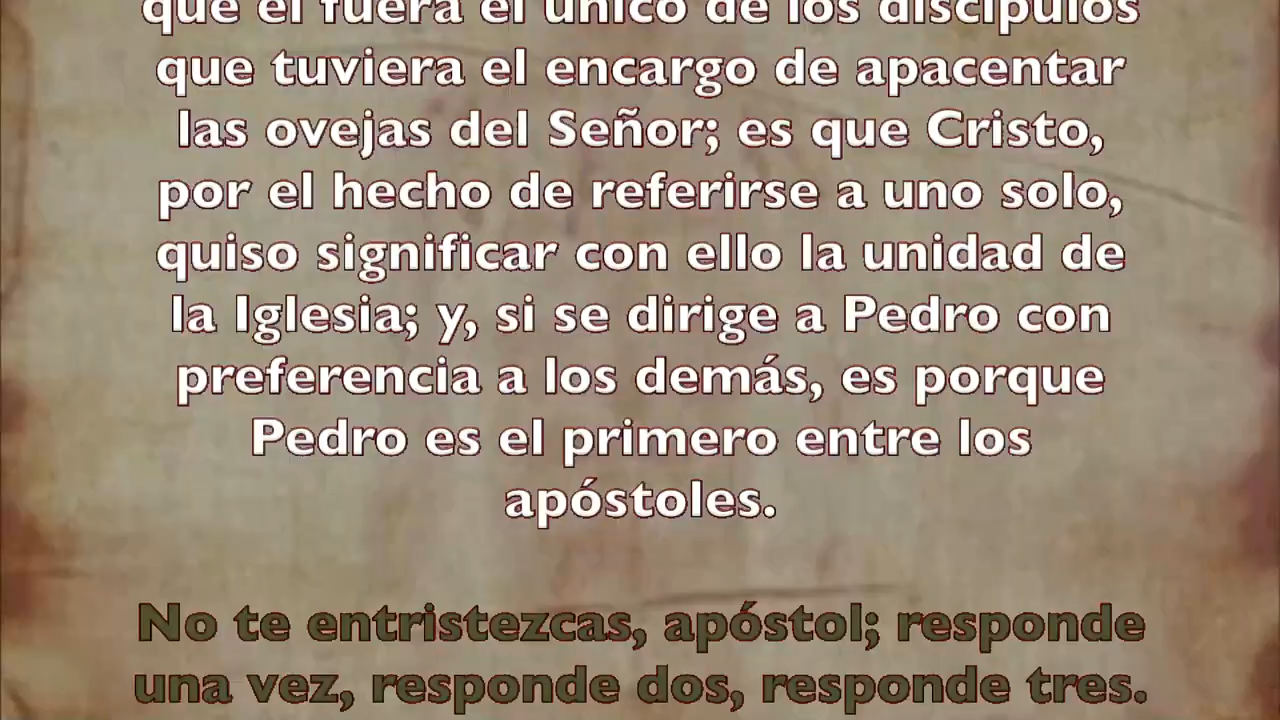 que él fuera el único de los discípulos
que tuviera el encargo de apacentar
las ovejas del Señor; es que Cristo,
por el hecho de referirse a uno solo,
quiso significar con ello la unidad de
la Iglesia; y, si se dirige a Pedro con
preferencia a los demás, es porque
Pedro es el primero entre los
apóstoles.
No te entristezcas, apóstol; responde
una vez, responde dos, responde tres.